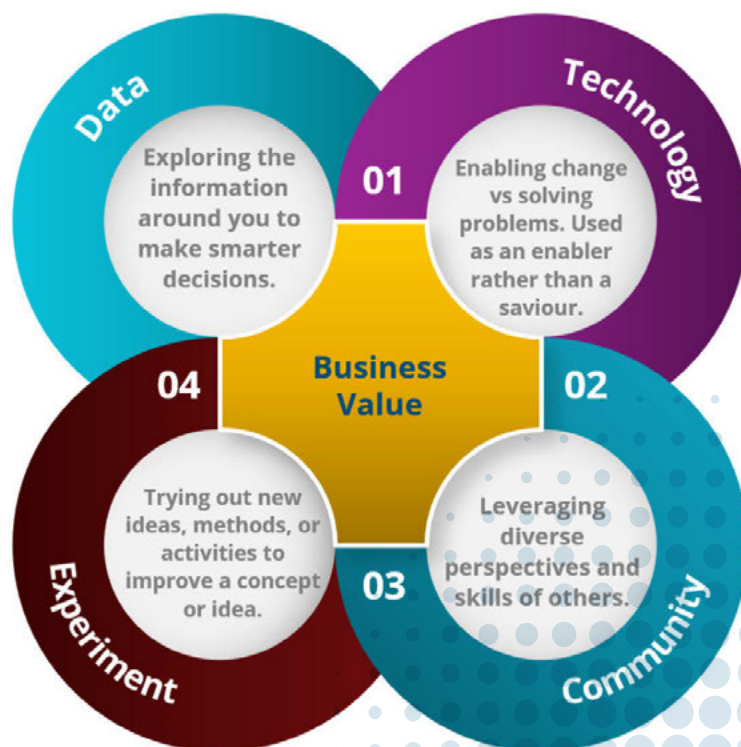 Data
Exploring the
information
around you to
make smarter
decisions.
01
Technology
Enabling change
vs solving
problems. Used
as an enabler
rather than a
saviour.
Business
Value
02
Community
Leveraging
diverse
perspectives and
skills of others.
03
04
Experiment
Trying out new
ideas, methods, or
activities to
improve a concept
or idea.